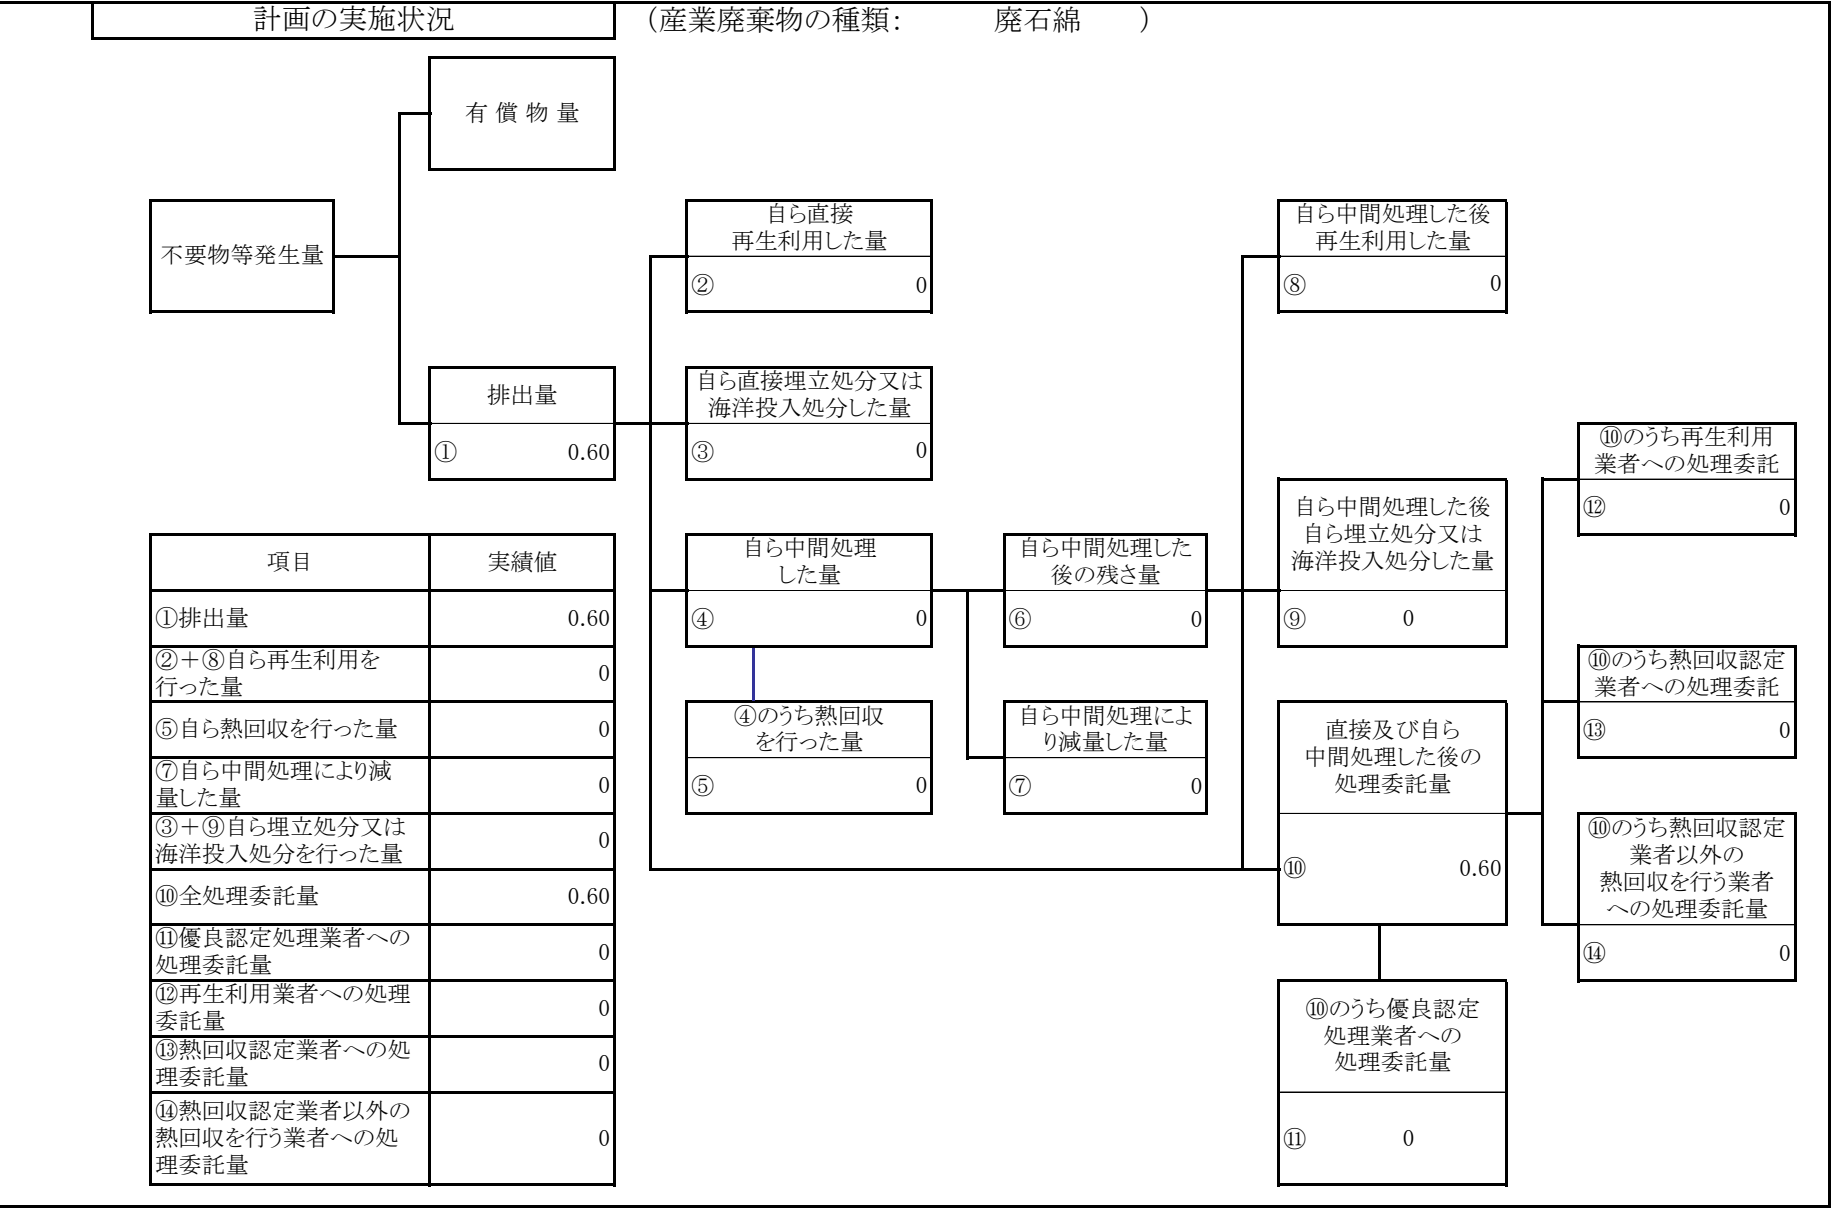 計画の実施状況
（産業廃棄物の種類：　　　廃石綿　　）
有 償 物 量
不要物等発生量
自ら直接
再生利用した量
② 0
自ら中間処理した後
再生利用した量
⑧ 0
排出量
① 0.60
自ら直接埋立処分又は
海洋投入処分した量
③ 0
⑩のうち再生利用
業者への処理委託
⑫ 0
自ら中間処理した後
自ら埋立処分又は
海洋投入処分した量
⑨ 0
自ら中間処理
した量
④ 0
自ら中間処理した
後の残さ量
⑥ 0
⑩のうち熱回収認定
業者への処理委託
⑬ 0
④のうち熱回収
を行った量
⑤ 0
自ら中間処理によ
り減量した量
⑦ 0
直接及び自ら
中間処理した後の
処理委託量
⑩ 0.60
⑩のうち熱回収認定
業者以外の
熱回収を行う業者
への処理委託量
⑭ 0
⑩のうち優良認定
処理業者への
処理委託量
⑪ 0
項目 実績値
①排出量 0.60
②＋⑧自ら再生利用を
行った量 0
⑤自ら熱回収を行った量 0
⑦自ら中間処理により減
量した量 0
③＋⑨自ら埋立処分又は
海洋投入処分を行った量 0
⑩全処理委託量 0.60
⑪優良認定処理業者への
処理委託量 0
⑫再生利用業者への処理
委託量 0
⑬熱回収認定業者への処
理委託量 0
⑭熱回収認定業者以外の
熱回収を行う業者への処
理委託量 0